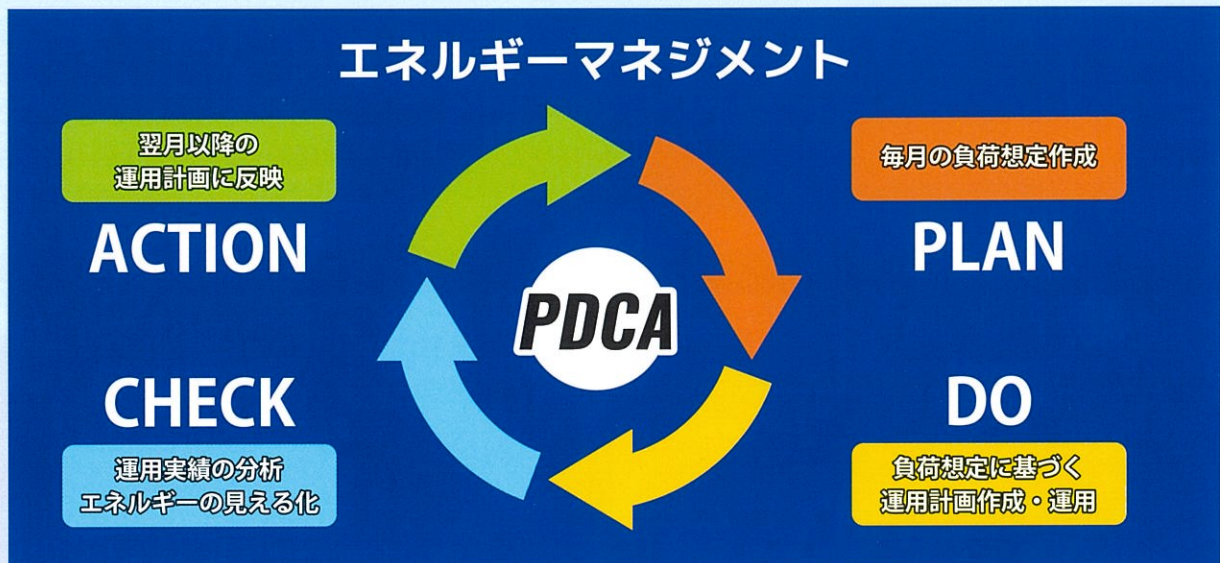 エネルギーマネジメント
翌月以降の
運用計画に反映
ACTION
毎月の負荷想定作成
PLAN
PDCA
CHECK
運用実績の分析
エネルギーの見える化
DO
負荷想定に基づく
運用計画作成・運用